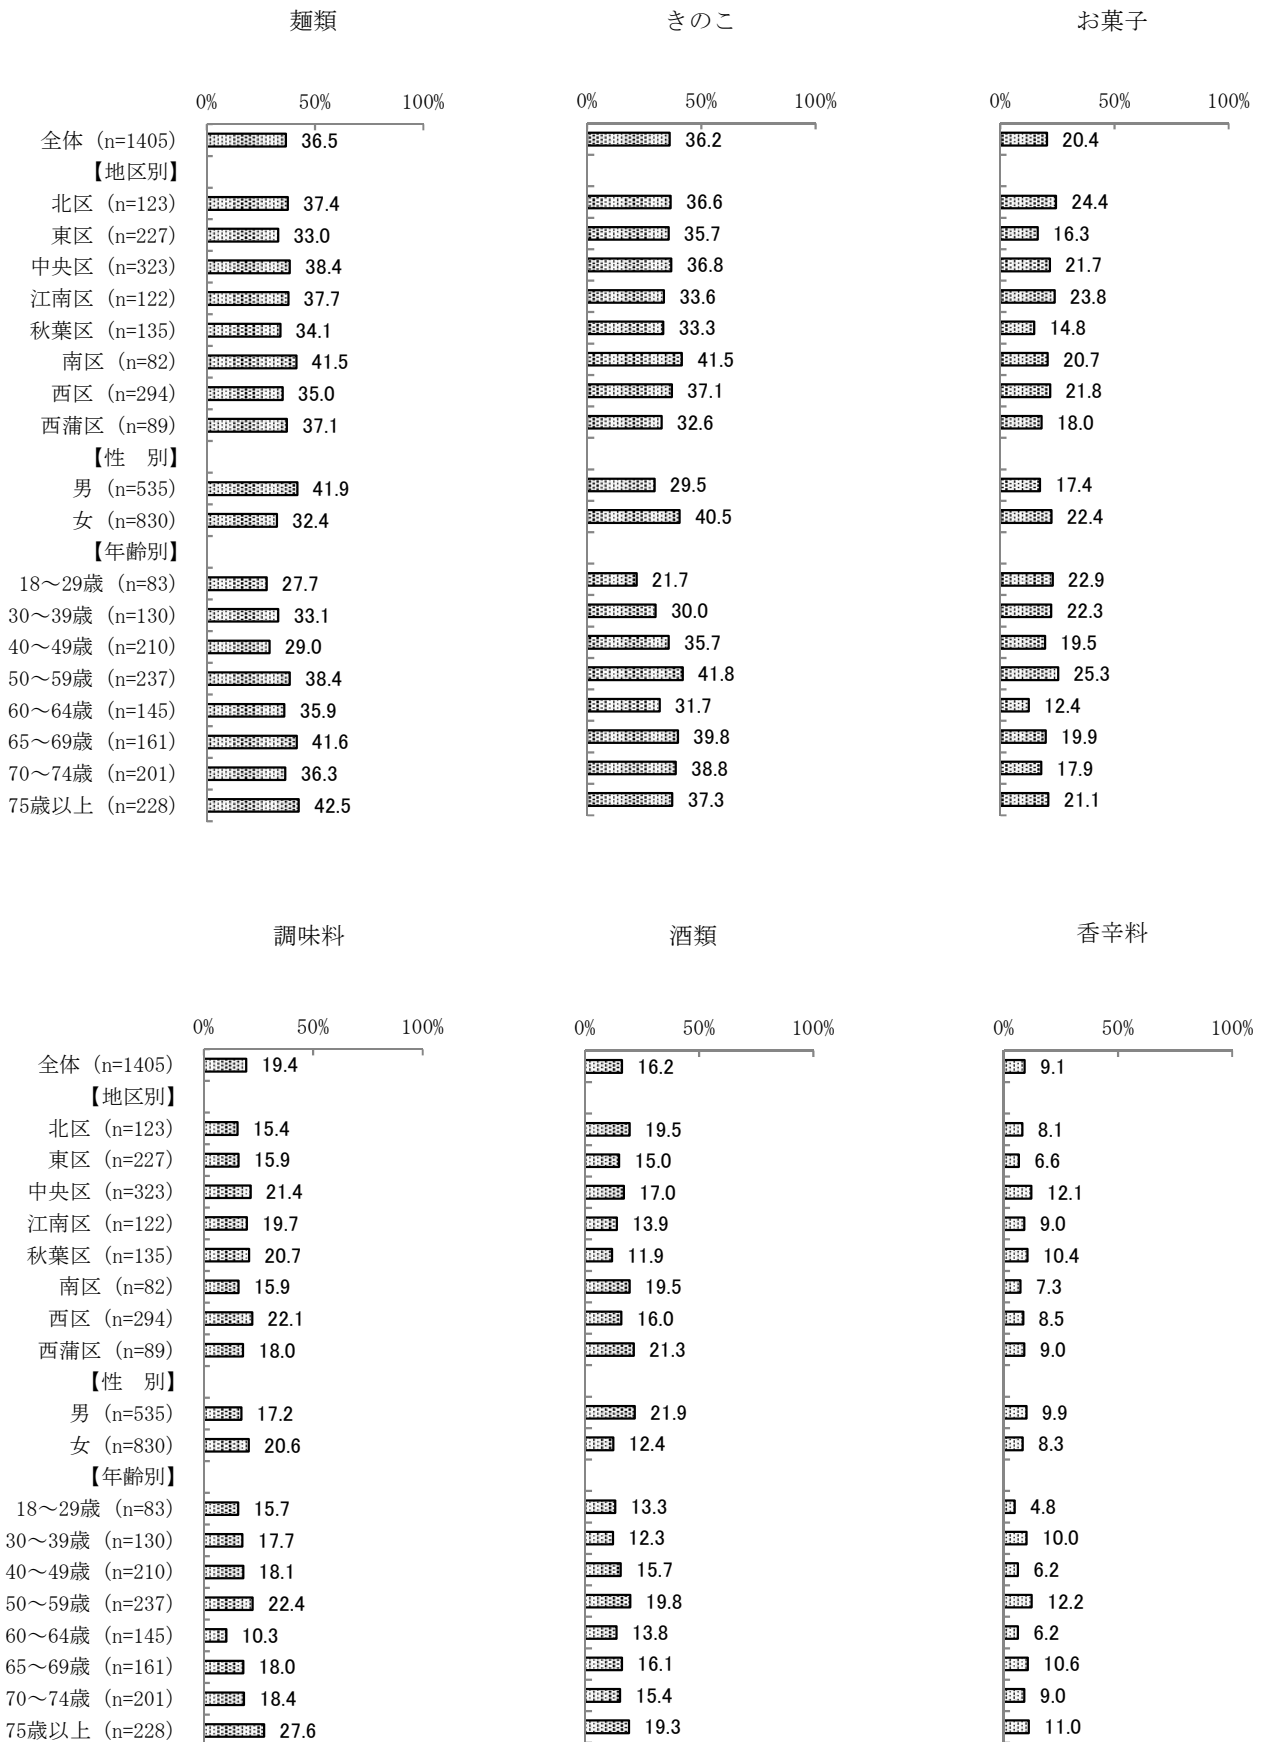 麺類 きのこ お菓子
0% 50% 100% 0% 50% 100% 0% 50% 100%
全体 (n=1405) 36.5 36.2 20.4
【地区別】
北区 (n=123) 37.4 36.6 24.4
東区 (n=227) 33.0 35.7 16.3
中央区 (n=323) 38.4 36.8 21.7
江南区 (n=122) 37.7 33.6 23.8
秋葉区 (n=135) 34.1 33.3 14.8
南区 (n=82) 41.5 41.5 20.7
西区 (n=294) 35.0 37.1 21.8
西蒲区 (n=89) 37.1 32.6 18.0
【性　別】
男 (n=535) 41.9 29.5 17.4
女 (n=830) 32.4 40.5 22.4
【年齢別】
18～29歳 (n=83) 27.7 21.7 22.9
30～39歳 (n=130) 33.1 30.0 22.3
40～49歳 (n=210) 29.0 35.7 19.5
50～59歳 (n=237) 38.4 41.8 25.3
60～64歳 (n=145) 35.9 31.7 12.4
65～69歳 (n=161) 41.6 39.8 19.9
70～74歳 (n=201) 36.3 38.8 17.9
75歳以上 (n=228) 42.5 37.3 21.1
調味料 酒類 香辛料
0% 50% 100% 0% 50% 100% 0% 50% 100%
全体 (n=1405) 19.4 16.2 9.1
【地区別】
北区 (n=123) 15.4 19.5 8.1
東区 (n=227) 15.9 15.0 6.6
中央区 (n=323) 21.4 17.0 12.1
江南区 (n=122) 19.7 13.9 9.0
秋葉区 (n=135) 20.7 11.9 10.4
南区 (n=82) 15.9 19.5 7.3
西区 (n=294) 22.1 16.0 8.5
西蒲区 (n=89) 18.0 21.3 9.0
【性　別】
男 (n=535) 17.2 21.9 9.9
女 (n=830) 20.6 12.4 8.3
【年齢別】
18～29歳 (n=83) 15.7 13.3 4.8
30～39歳 (n=130) 17.7 12.3 10.0
40～49歳 (n=210) 18.1 15.7 6.2
50～59歳 (n=237) 22.4 19.8 12.2
60～64歳 (n=145) 10.3 13.8 6.2
65～69歳 (n=161) 18.0 16.1 10.6
70～74歳 (n=201) 18.4 15.4 9.0
75歳以上 (n=228) 27.6 19.3 11.0